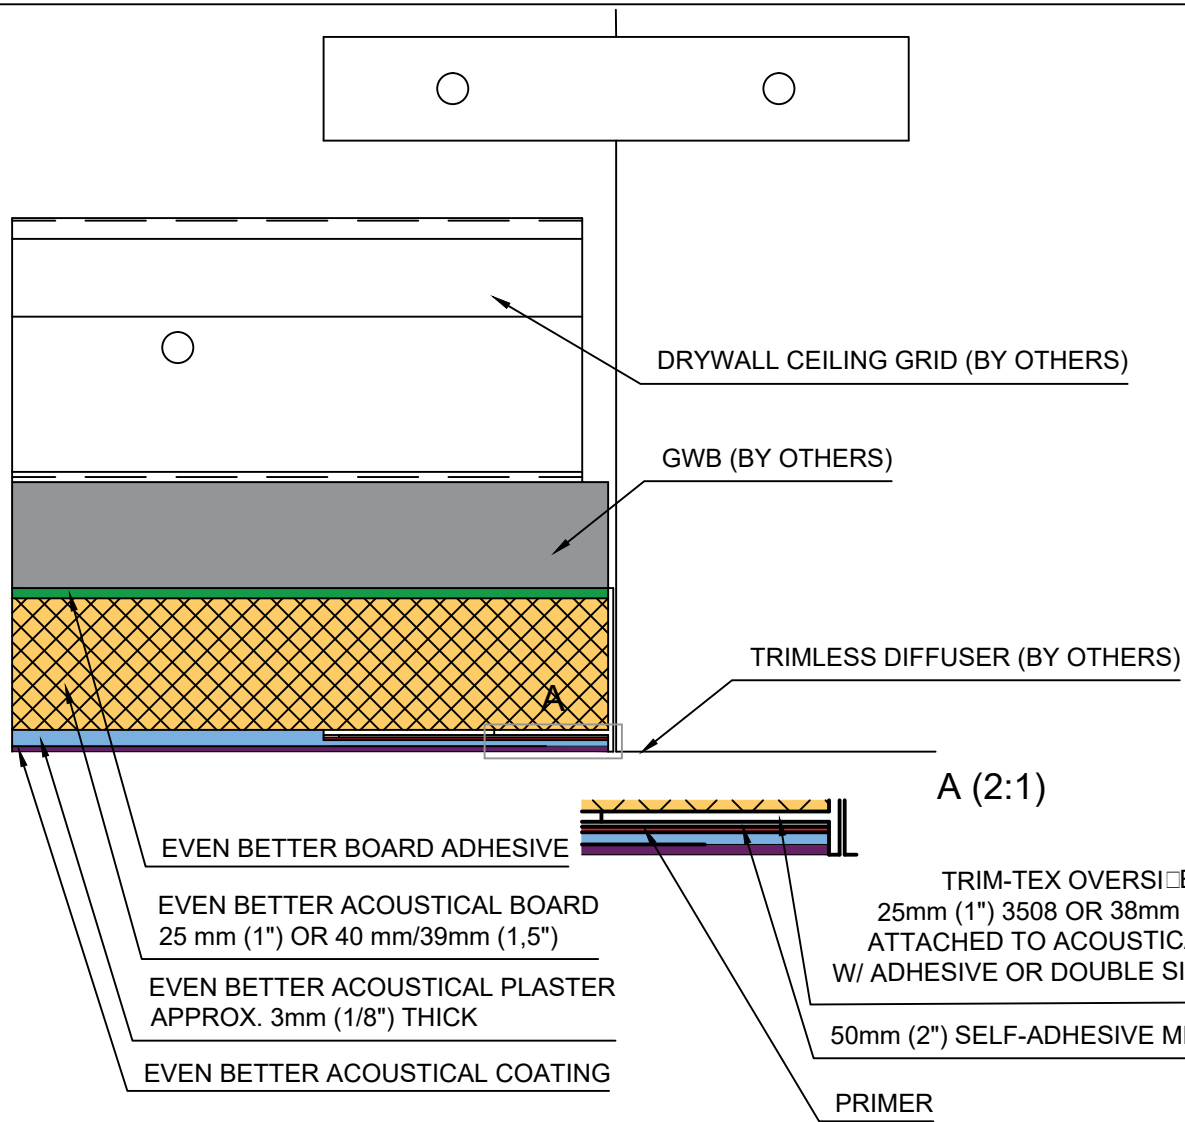 DRYWALL CEILING GRID (BY OTHERS)
GWB (BY OTHERS)
TRIMLESS DIFFUSER (BY OTHERS)
A
A (2:1)
EVEN BETTER BOARD ADHESIVE
EVEN BETTER ACOUSTICAL BOARD
25 mm (1") OR 40 mm/39mm (1,5")
EVEN BETTER ACOUSTICAL PLASTER
APPROX. 3mm (1/8") THICK
EVEN BETTER ACOUSTICAL COATING
TRIM-TEX
25mm (1") 3508 OR 38mm
ATTACHED TO
W/ ADHESIVE OR DOUBLE
50mm (2") SELF-ADHESIVE
PRIMER